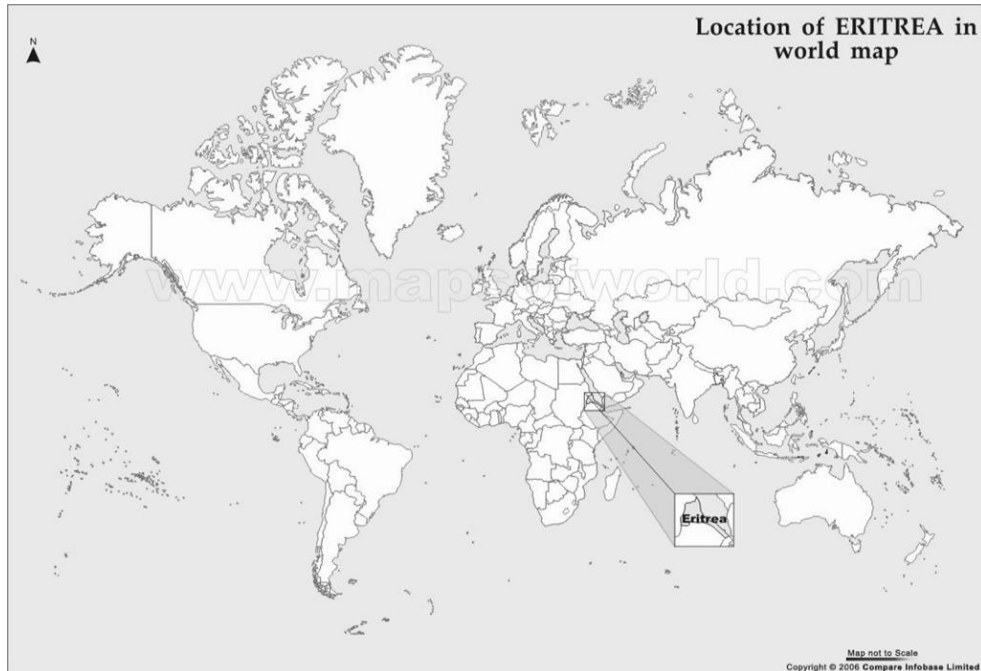 Location of ERITREA in
world map
N
www.mapsofworld.com
Eritrea
Map not to Scale
Copyright © 2006 Compare Infobase Limited